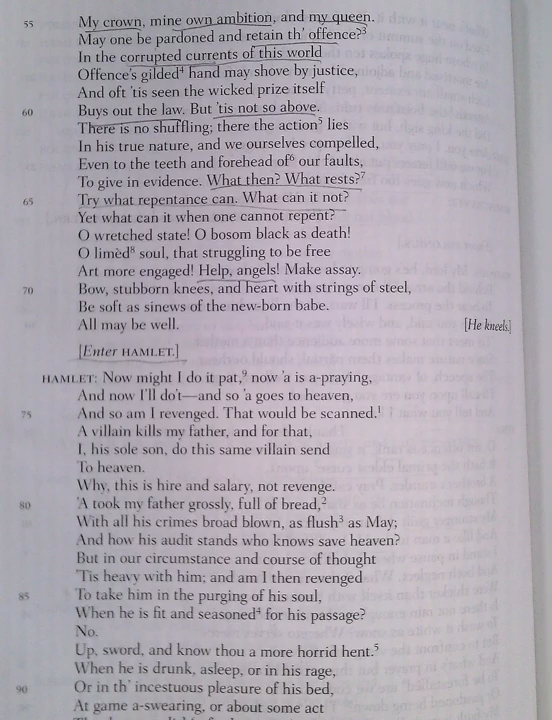 55 My crown, mine own ambition, and my queen.
May one be pardoned and retain th' offence?³
In the corrupted currents of this world
Offence's gilded⁴ hand may shove by justice,
And oft 'tis seen the wicked prize itself
60 Buys out the law. But 'tis not so above.
There is no shuffling; there the action⁵ lies
In his true nature, and we ourselves compelled,
Even to the teeth and forehead of⁶ our faults,
To give in evidence. What then? What rests?⁷
65 Try what repentance can. What can it not?
Yet what can it when one cannot repent?
O wretched state! O bosom black as death!
O limèd⁸ soul, that struggling to be free
Art more engaged! Help, angels! Make assay.
70 Bow, stubborn knees, and heart with strings of steel,
Be soft as sinews of the new-born babe.
All may be well. [He kneels]
[Enter HAMLET.]
HAMLET: Now might I do it pat,⁹ now 'a is a-praying,
And now I'll do't—and so 'a goes to heaven,
75 And so am I revenged. That would be scanned.¹
A villain kills my father, and for that,
I, his sole son, do this same villain send
To heaven.
Why, this is hire and salary, not revenge.
80 'A took my father grossly, full of bread,²
With all his crimes broad blown, as flush³ as May;
And how his audit stands who knows save heaven?
But in our circumstance and course of thought
'Tis heavy with him; and am I then revenged
85 To take him in the purging of his soul,
When he is fit and seasoned⁴ for his passage?
No.
Up, sword, and know thou a more horrid hent.⁵
When he is drunk, asleep, or in his rage,
90 Or in th' incestuous pleasure of his bed,
At game a-swearing, or about some act